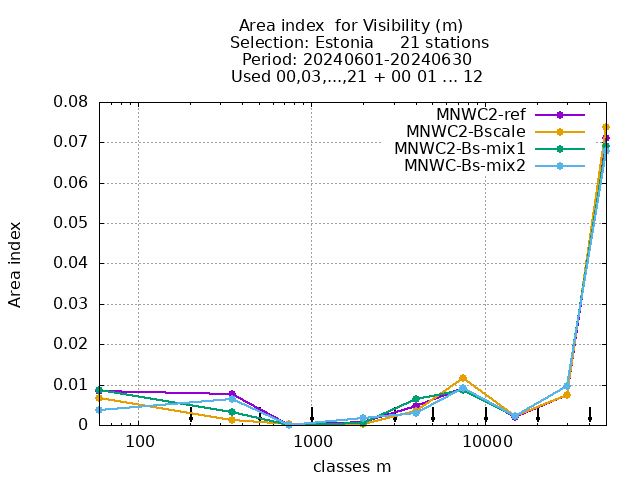 Area index  for Visibility (m)
Selection: Estonia     21 stations
Period: 20240601-20240630
Used 00,03,...,21 + 00 01 ... 12
MNWC2-ref
MNWC2-Bscale
MNWC2-Bs-mix1
MNWC-Bs-mix2
Area index
0.08
0.07
0.06
0.05
0.04
0.03
0.02
0.01
0
100 1000 10000
classes m